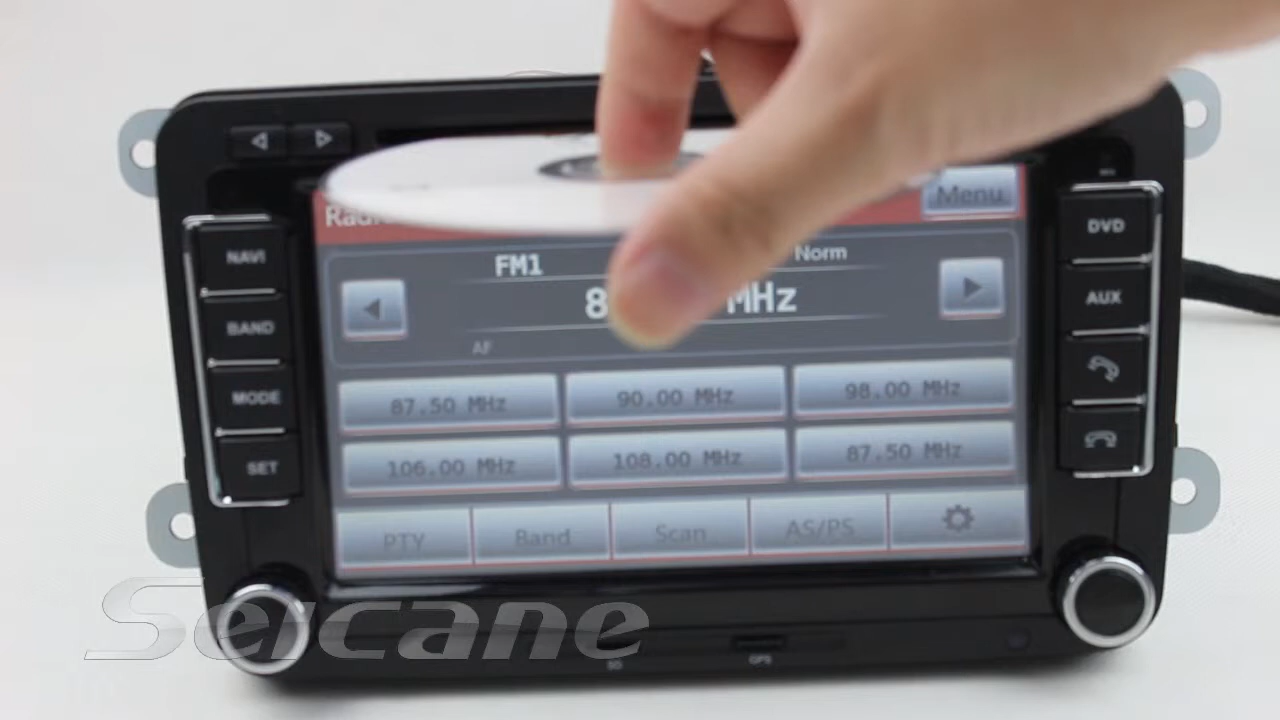 Menu
NAVI
DVD
FM1
Norm
AUX
MHz
BAND
AF
87.50 MHz
90.00 MHz
98.00 MHz
MODE
106.00 MHz
108.00 MHz
87.50 MHz
SET
PTY
Band
Scan
AS/PS
Seicane
GPS